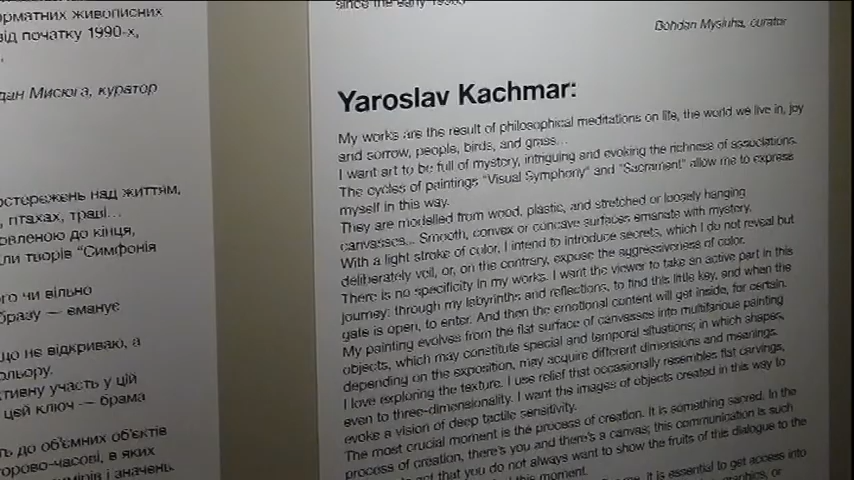 орматних живописних
від початку 1990-х,
дан Мисюга, куратор
остережень над життям,
, птахах, траві...
овленою до кінця,
ли творів "Симфонія
ого чи вільно
бразу — еманує
що не відкриваю, а
ольору.
ктивну участь у цій
цей ключ — брама
ть до об'ємних об'єктів
торово-часові, в яких
мірів і значень.
since the early 1990s
Bohdan Mysiuha, curator
Yaroslav Kachmar:
My works are the result of philosophical meditations on life, the world we live in, joy
and sorrow, people, birds, and grass...
I want art to be full of mystery, intriguing and evoking the richness of associations.
The cycles of paintings "Visual Symphony" and "Sacrament" allow me to express
myself in this way.
They are modelled from wood, plastic, and stretched or loosely hanging
canvasses... Smooth, convex or concave surfaces emanate with mystery.
With a light stroke of color, I intend to introduce secrets, which I do not reveal but
deliberately veil, or, on the contrary, expose the aggressiveness of color.
There is no specificity in my works. I want the viewer to take an active part in this
journey: through my labyrinths and reflections, to find this little key, and when the
gate is open, to enter. And then the emotional content will get inside, for certain.
My painting evolves from the flat surface of canvasses into multifarious painting
objects, which may constitute special and temporal situations; in which shapes,
depending on the exposition, may acquire different dimensions and meanings.
I love exploring the texture. I use relief that occasionally resembles flat carvings,
even to three-dimensionality. I want the images of objects created in this way to
evoke a vision of deep tactile sensitivity.
The most crucial moment is the process of creation. It is something sacred. In the
process of creation, there's you and there's a canvas; this communication is such
that you do not always want to show the fruits of this dialogue to the
this moment.
It is essential to get access into
graphics, or